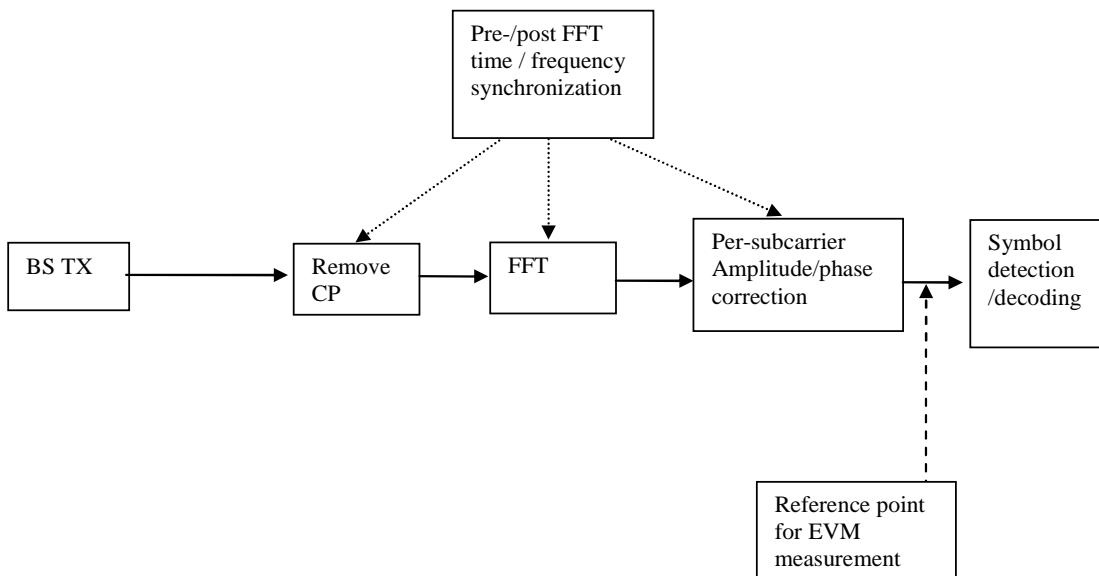 Pre-/post FFT
time / frequency
synchronization
BS TX
Remove
CP
FFT
Per-subcarrier
Amplitude/phase
correction
Symbol
detection
/decoding
Reference point
for EVM
measurement